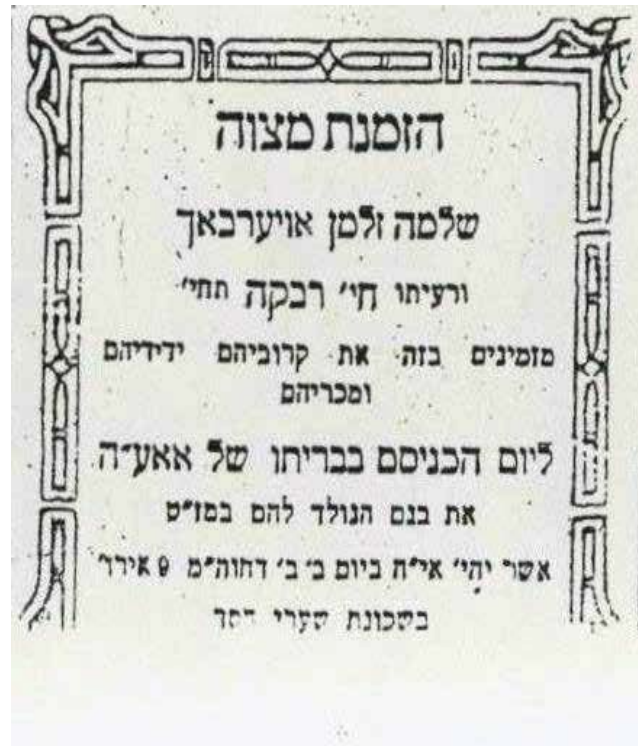 הזמנת מצוה
שלמה זלמן אויערבאך
ורעיתו חי׳ רבקה תחי׳
מזמינים בזה את קרוביהם ידידיהם
ומכריהם
ליום הכניסם בבריתו של אאע״ה
את בנם הנולד להם במז״ט
אשר יהי׳ אי״ה ביום ב׳ ב׳ דחוה״מ 9
בשכונת שערי חסד